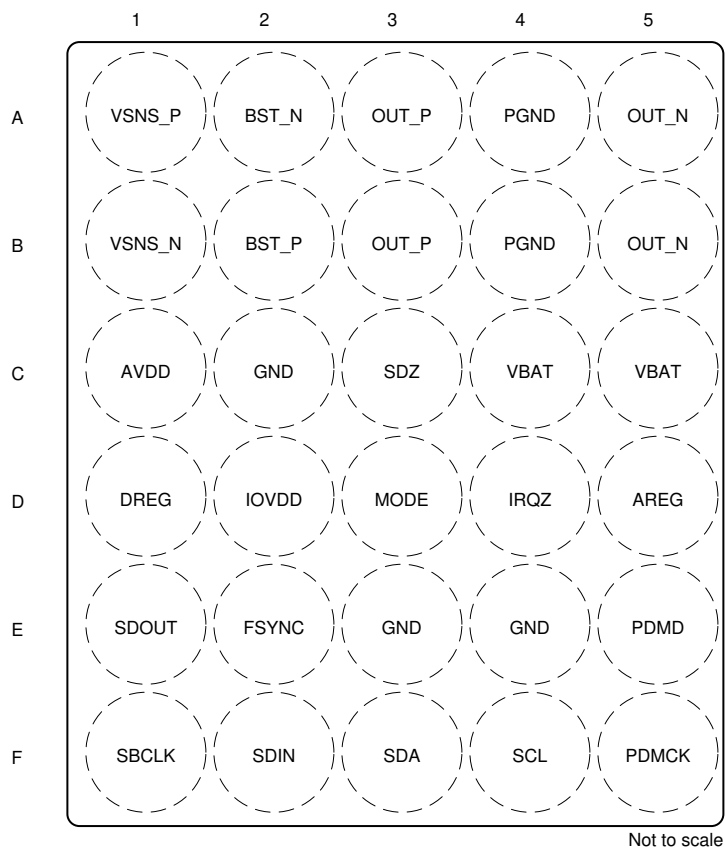 1 2 3 4 5
A VSNS_P BST_N OUT_P PGND OUT_N
B VSNS_N BST_P OUT_P PGND OUT_N
C AVDD GND SDZ VBAT VBAT
D DREG IOVDD MODE IRQZ AREG
E SDOUT FSYNC GND GND PDMD
F SBCLK SDIN SDA SCL PDMCK
Not to scale